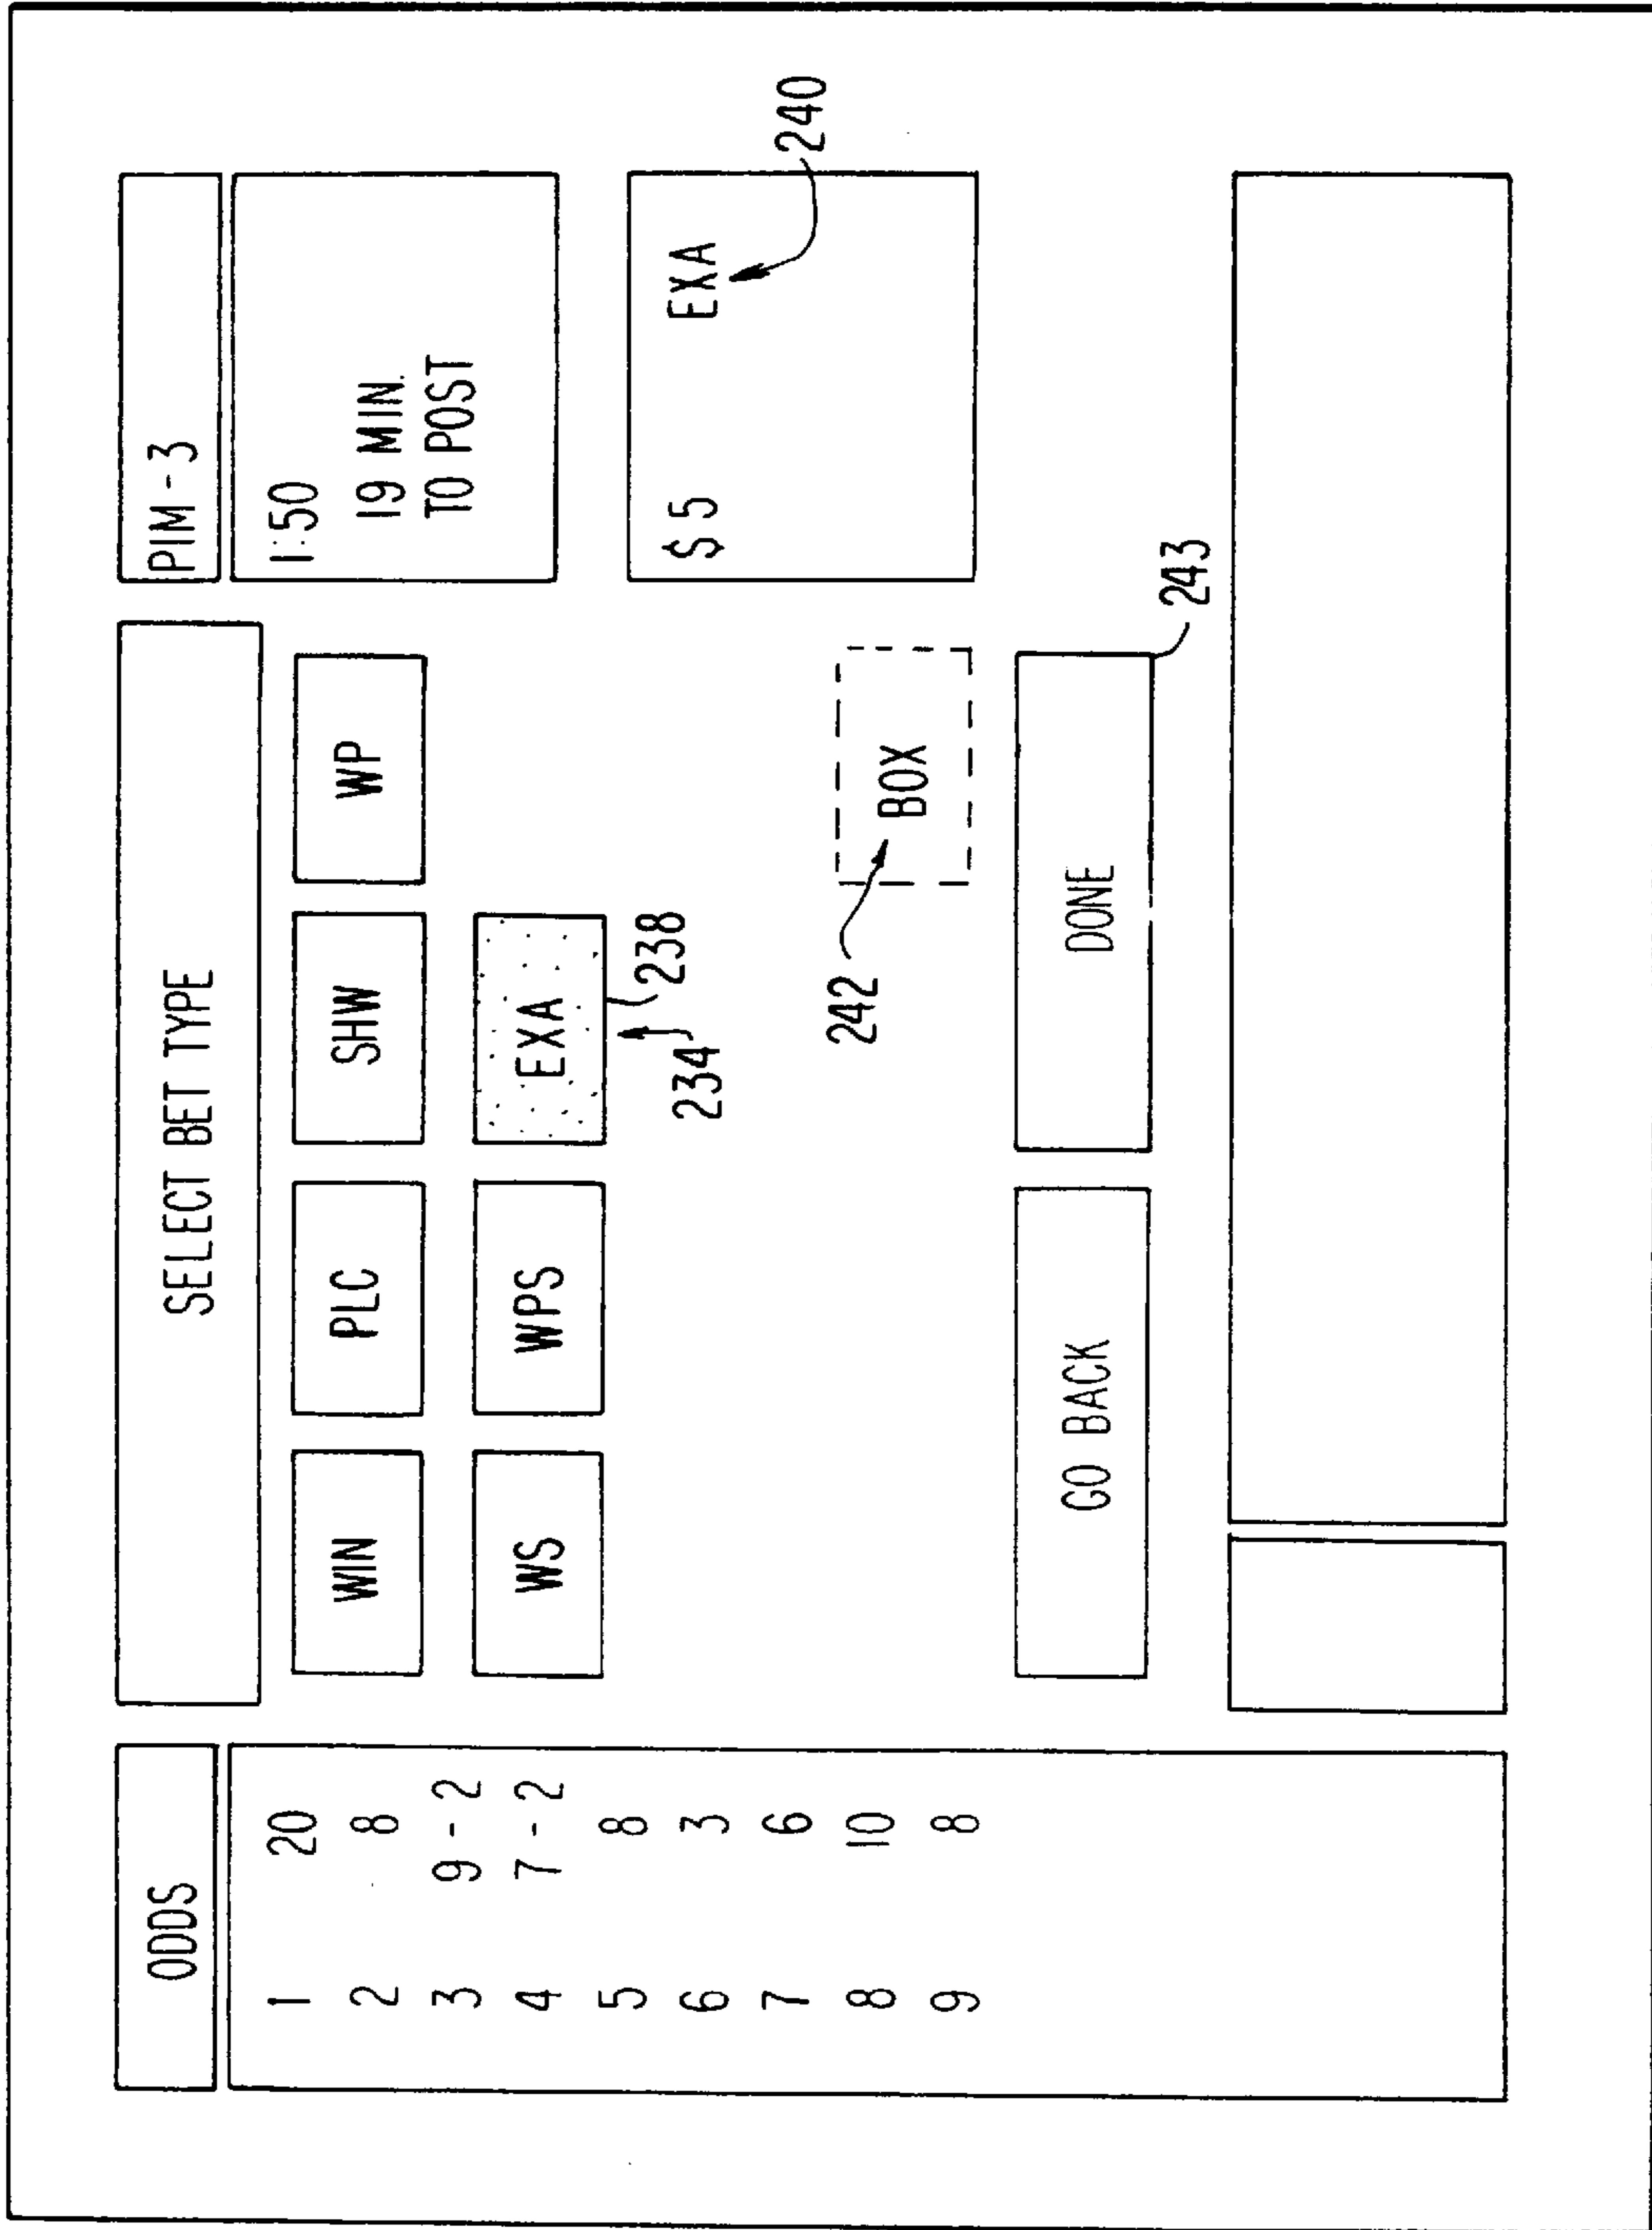 ODDS
1 20
2 8
3 9 - 2
4 7 - 2
5 8
6 3
7 6
8 10
9 8
SELECT BET TYPE
WIN PLC SHW WP
WS WPS EXA
238
234
242
BOX
GO BACK DONE
243
PIM - 3
1:50
19 MIN.
TO POST
$ 5 EXA
240